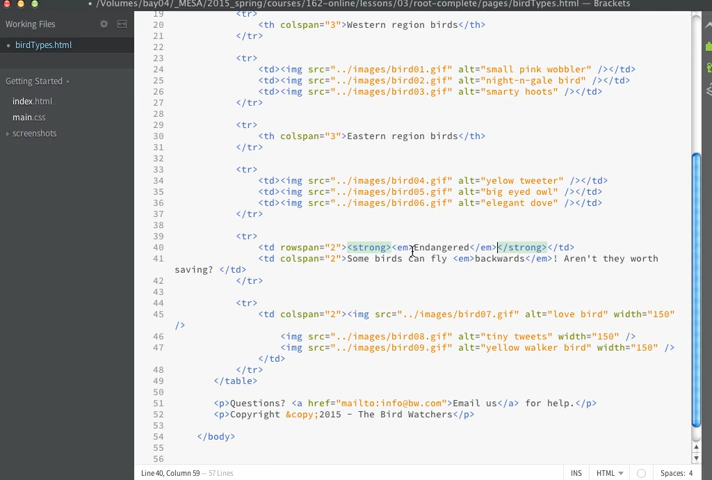 • /Volumes/bay04/_MESA/2015_spring/courses/162-online/lessons/03/root-complete/pages/birdTypes.html — Brackets
Working Files
• birdTypes.html
Getting Started
index.html
main.css
screenshots
19 <tr>
20 <th colspan="3">Western region birds</th>
21 </tr>
22
23 <tr>
24 <td><img src="../images/bird01.gif" alt="small pink wobbler" /></td>
25 <td><img src="../images/bird02.gif" alt="night-n-gale bird" /></td>
26 <td><img src="../images/bird03.gif" alt="smarty hoots" /></td>
27 </tr>
28
29 <tr>
30 <th colspan="3">Eastern region birds</th>
31 </tr>
32
33 <tr>
34 <td><img src="../images/bird04.gif" alt="yelow tweeter" /></td>
35 <td><img src="../images/bird05.gif" alt="big eyed owl" /></td>
36 <td><img src="../images/bird06.gif" alt="elegant dove" /></td>
37 </tr>
38
39 <tr>
40 <td rowspan="2"><strong><em>Endangered</em></strong></td>
41 <td colspan="2">Some birds can fly <em>backwards</em>! Aren't they worth
saving? </td>
42 </tr>
43
44 <tr>
45 <td colspan="2"><img src="../images/bird07.gif" alt="love bird" width="150"
/>
46 <img src="../images/bird08.gif" alt="tiny tweets" width="150" />
47 <img src="../images/bird09.gif" alt="yellow walker bird" width="150" />
</td>
48 </tr>
49 </table>
50
51 <p>Questions? <a href="mailto:info@bw.com">Email us</a> for help.</p>
52 <p>Copyright &copy;2015 - The Bird Watchers</p>
53
54 </body>
55
56
Line 40, Column 59 — 57 Lines
INS HTML Spaces: 4